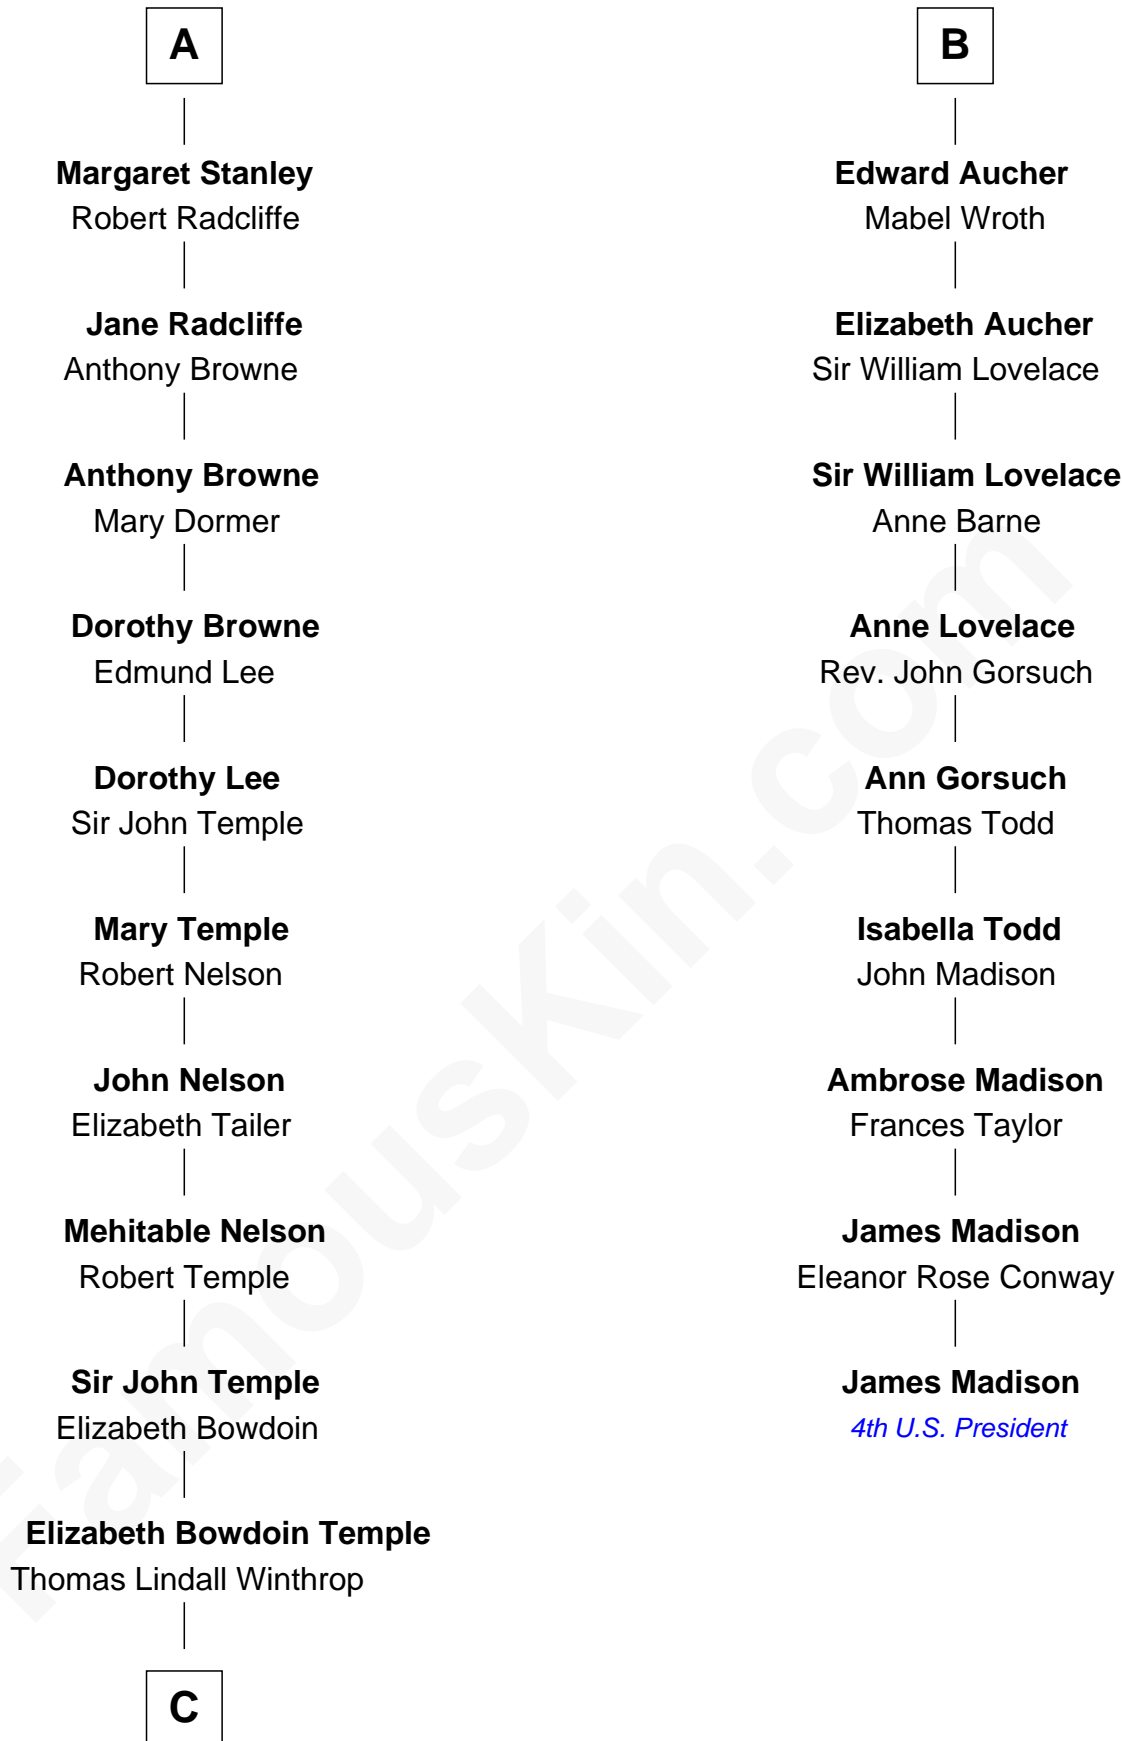 A
Margaret Stanley
Robert Radcliffe
Jane Radcliffe
Anthony Browne
Anthony Browne
Mary Dormer
Dorothy Browne
Edmund Lee
Dorothy Lee
Sir John Temple
Mary Temple
Robert Nelson
John Nelson
Elizabeth Tailer
Mehitable Nelson
Robert Temple
Sir John Temple
Elizabeth Bowdoin
Elizabeth Bowdoin Temple
Thomas Lindall Winthrop
C
B
Edward Aucher
Mabel Wroth
Elizabeth Aucher
Sir William Lovelace
Sir William Lovelace
Anne Barne
Anne Lovelace
Rev. John Gorsuch
Ann Gorsuch
Thomas Todd
Isabella Todd
John Madison
Ambrose Madison
Frances Taylor
James Madison
Eleanor Rose Conway
James Madison
4th U.S. President
FamousKin.com